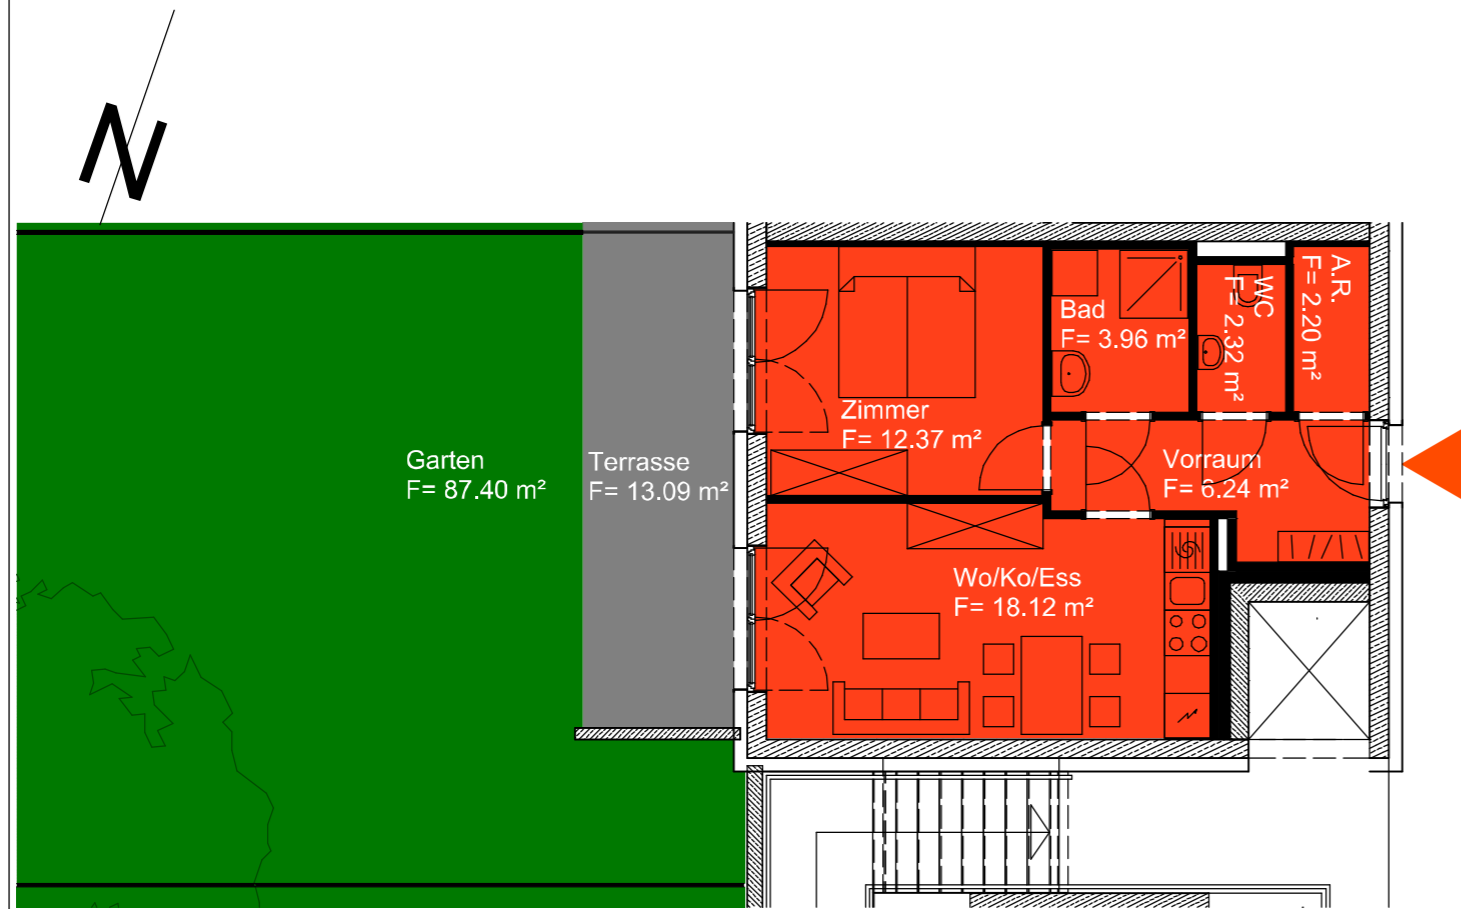 N
Garten
F= 87.40 m²
Terrasse
F= 13.09 m²
Zimmer
F= 12.37 m²
Bad
F= 3.96 m²
WC
F= 2.32 m²
A.R.
F= 2.20 m²
Vorraum
F= 6.24 m²
Wo/Ko/Ess
F= 18.12 m²